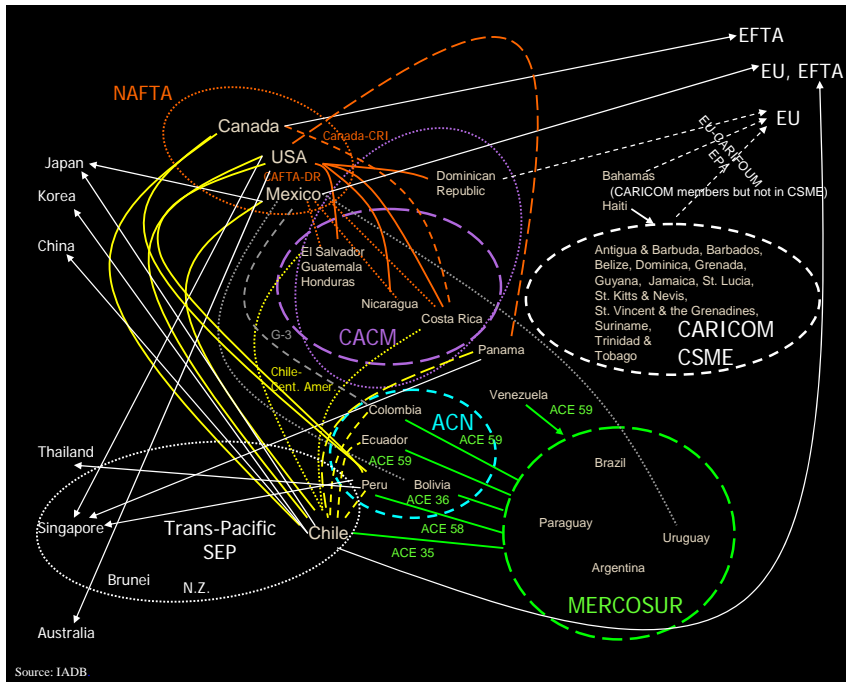 EFTA
EU, EFTA
NAFTA
EU
Canada
Canada-CRI
EU-CARIFOUM
EPA
USA
Japan
CAFTA-DR
Dominican
Republic
Bahamas
Korea
Mexico
(CARICOM members but not in CSME)
Haiti
China
El Salvador
Guatemala
Honduras
Antigua & Barbuda, Barbados,
Belize, Dominica, Grenada,
Guyana, Jamaica, St. Lucia,
St. Kitts & Nevis,
St. Vincent & the Grenadines,
Suriname,
Trinidad &
Tobago
CARICOM
CSME
Nicaragua
Costa Rica
G-3
CACM
Panama
Chile-
Cent. Amer.
Venezuela
Colombia
ACN
ACE 59
ACE 59
Ecuador
Thailand
ACE 59
Brazil
Peru
Bolivia
ACE 36
Singapore
Trans-Pacific
SEP
Chile
ACE 58
Paraguay
Uruguay
ACE 35
Brunei
N.Z.
Argentina
MERCOSUR
Australia
Source: IADB